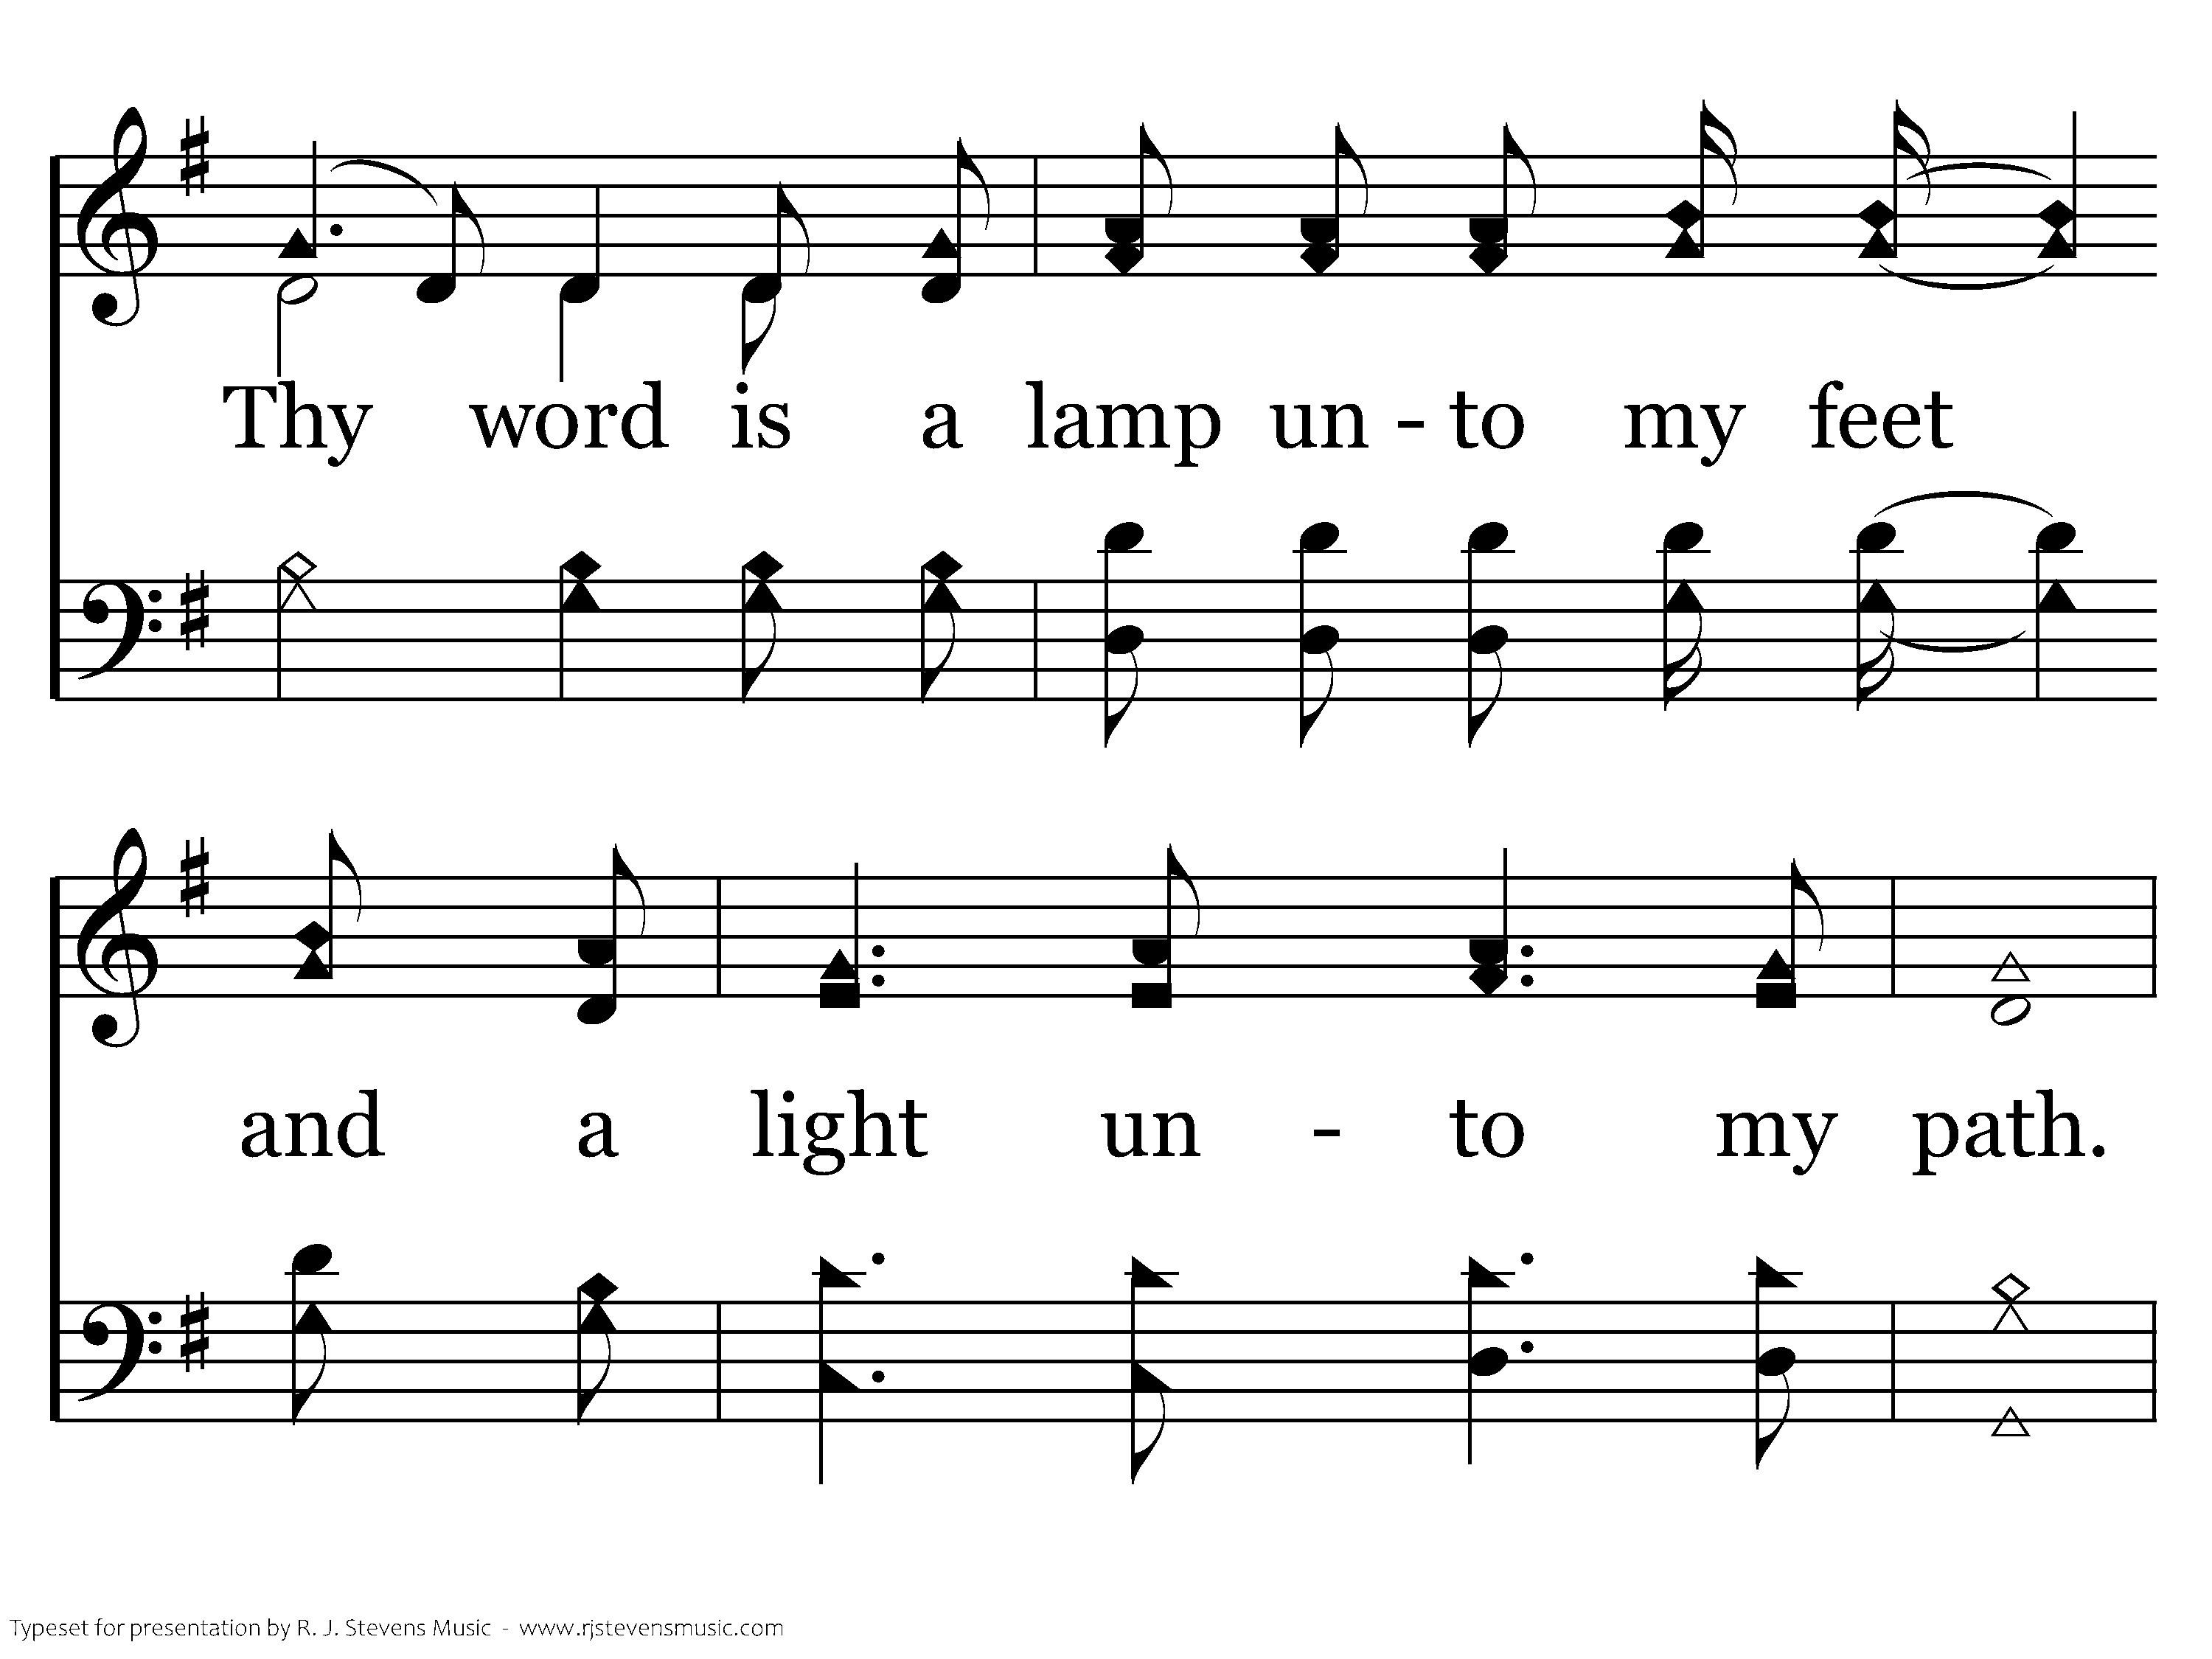 Thy word is a lamp un - to my feet
and a light un - to my path.
Typeset for presentation by R. J. Stevens Music - www.rjstevensmusic.com